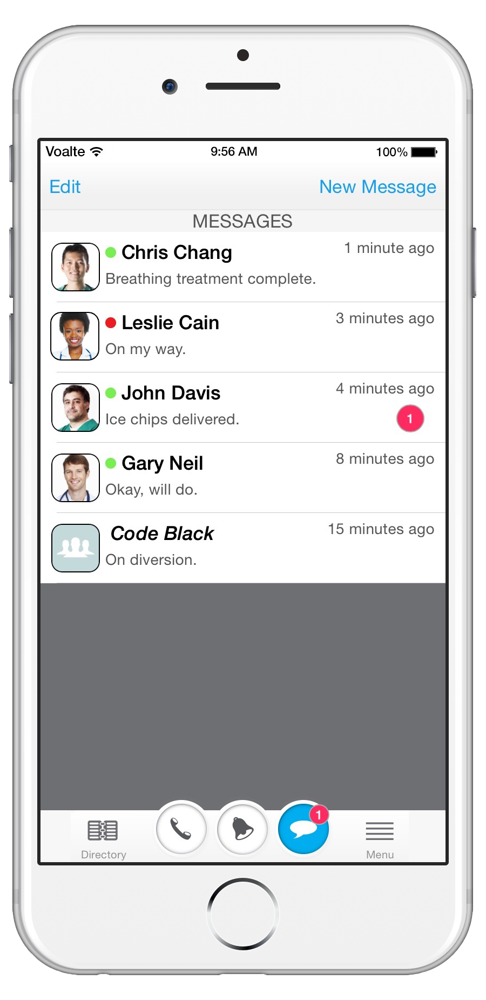 Voalte 9:56 AM 100%
Edit New Message
MESSAGES
Chris Chang 1 minute ago
Breathing treatment complete.
Leslie Cain 3 minutes ago
On my way.
John Davis 4 minutes ago
Ice chips delivered. 1
Gary Neil 8 minutes ago
Okay, will do.
Code Black 15 minutes ago
On diversion.
1
Directory Menu